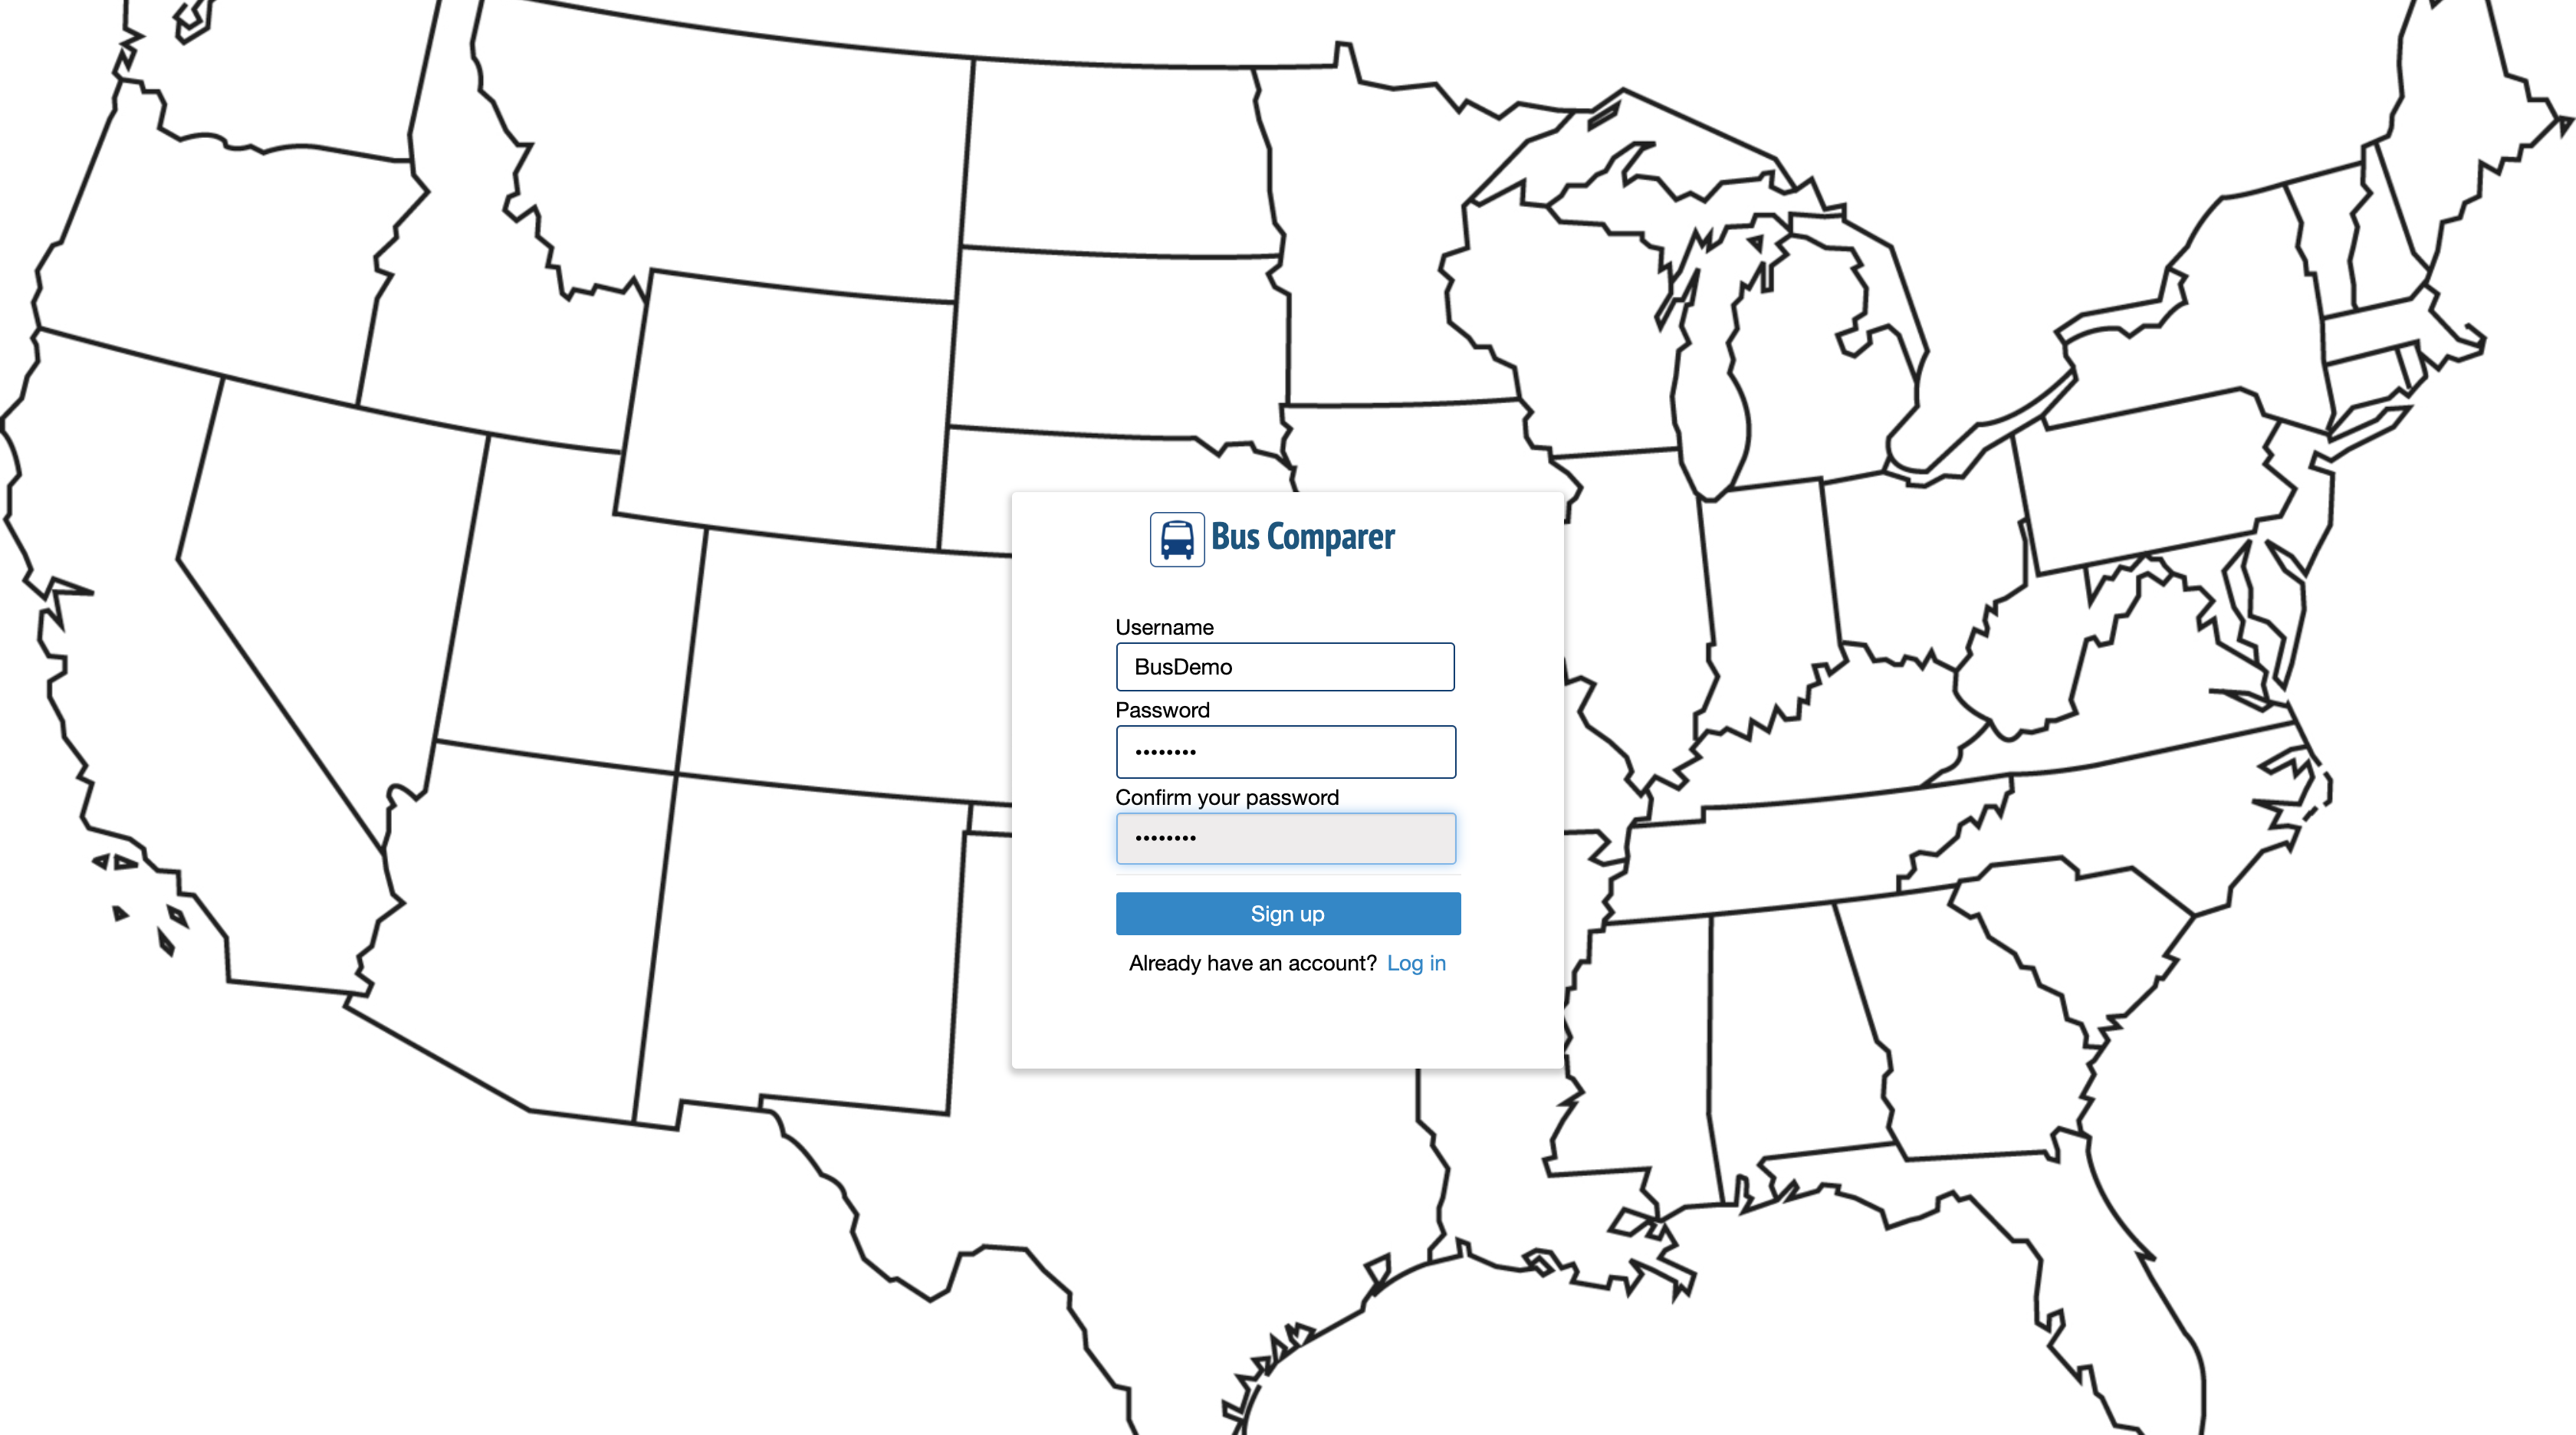 Bus Comparer
Username
BusDemo
Password
••••••••
Confirm your password
••••••••
Sign up
Already have an account? Log in